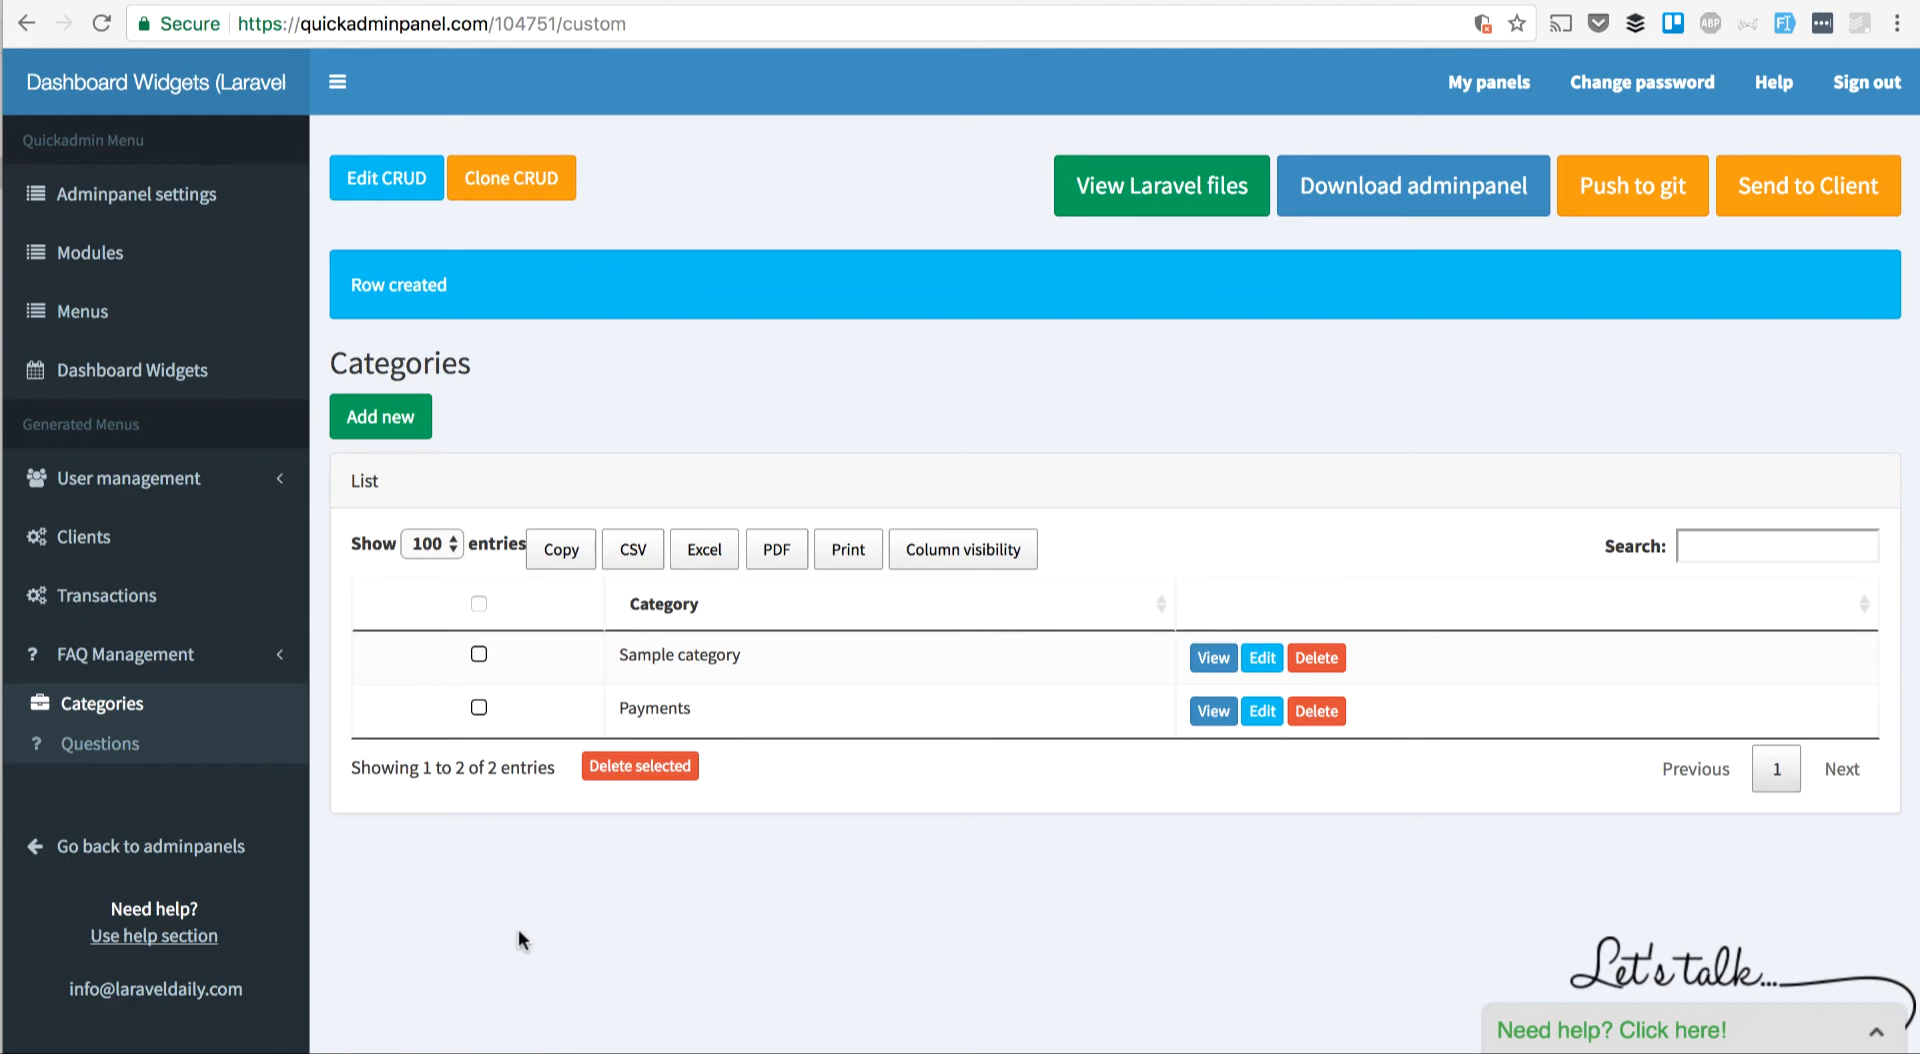 Secure https://quickadminpanel.com/104751/custom
ABP
Dashboard Widgets (Laravel
My panels Change password Help Sign out
Quickadmin Menu
Adminpanel settings
Modules
Menus
Dashboard Widgets
Generated Menus
User management
Clients
Transactions
FAQ Management
Categories
Questions
Go back to adminpanels
Need help?
Use help section
info@laraveldaily.com
Edit CRUD Clone CRUD
View Laravel files Download adminpanel Push to git Send to Client
Row created
Categories
Add new
List
Show 100 entries Copy CSV Excel PDF Print Column visibility Search:
Category
Sample category View Edit Delete
Payments View Edit Delete
Showing 1 to 2 of 2 entries Delete selected Previous 1 Next
Let's talk...
Need help? Click here!